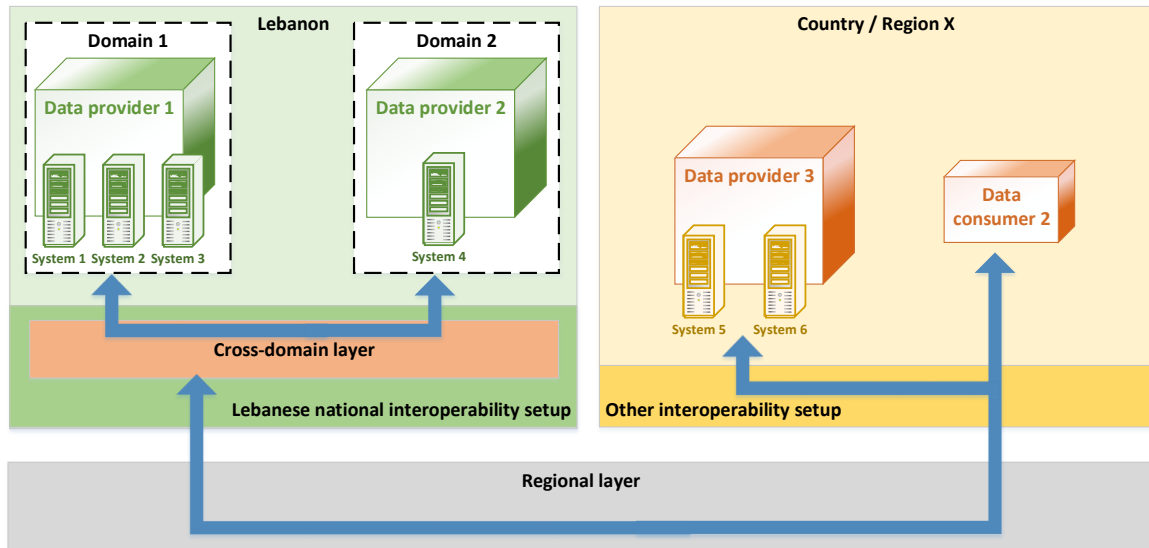 Lebanon
Domain 1
Data provider 1
System 1 System 2 System 3
Domain 2
Data provider 2
System 4
Cross-domain layer
Lebanese national interoperability setup
Country / Region X
Data provider 3
System 5
System 6
Data
consumer 2
Other interoperability setup
Regional layer